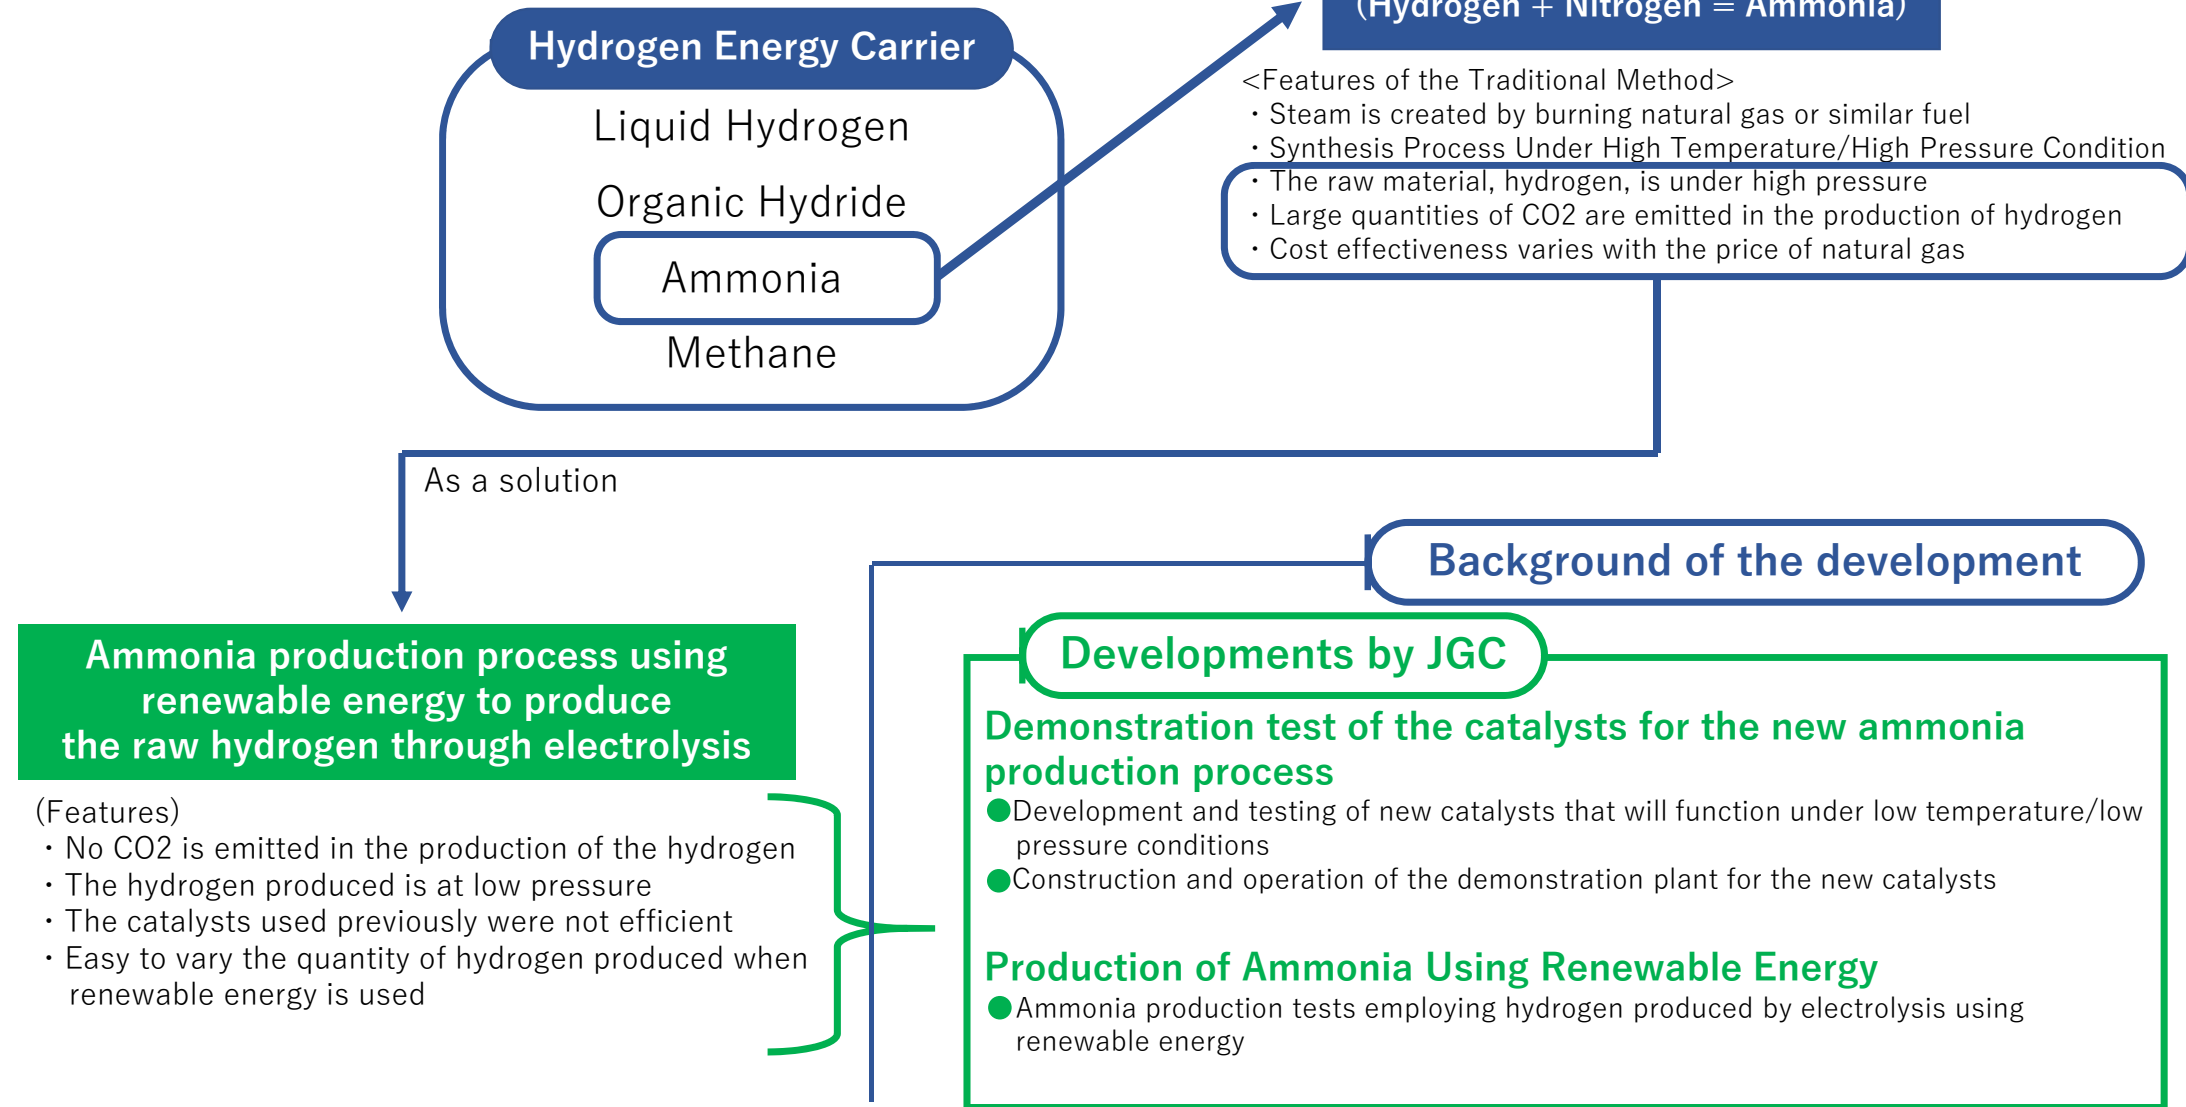 Hydrogen Energy Carrier
Liquid Hydrogen
Organic Hydride
Ammonia
Methane
(Hydrogen + Nitrogen = Ammonia)
<Features of the Traditional Method>
・Steam is created by burning natural gas or similar fuel
・Synthesis Process Under High Temperature/High Pressure Condition
・The raw material, hydrogen, is under high pressure
・Large quantities of CO2 are emitted in the production of hydrogen
・Cost effectiveness varies with the price of natural gas
As a solution
Background of the development
Ammonia production process using
renewable energy to produce
the raw hydrogen through electrolysis
(Features)
・No CO2 is emitted in the production of the hydrogen
・The hydrogen produced is at low pressure
・The catalysts used previously were not efficient
・Easy to vary the quantity of hydrogen produced when
renewable energy is used
Developments by JGC
Demonstration test of the catalysts for the new ammonia
production process
●Development and testing of new catalysts that will function under low temperature/low
pressure conditions
●Construction and operation of the demonstration plant for the new catalysts
Production of Ammonia Using Renewable Energy
●Ammonia production tests employing hydrogen produced by electrolysis using
renewable energy